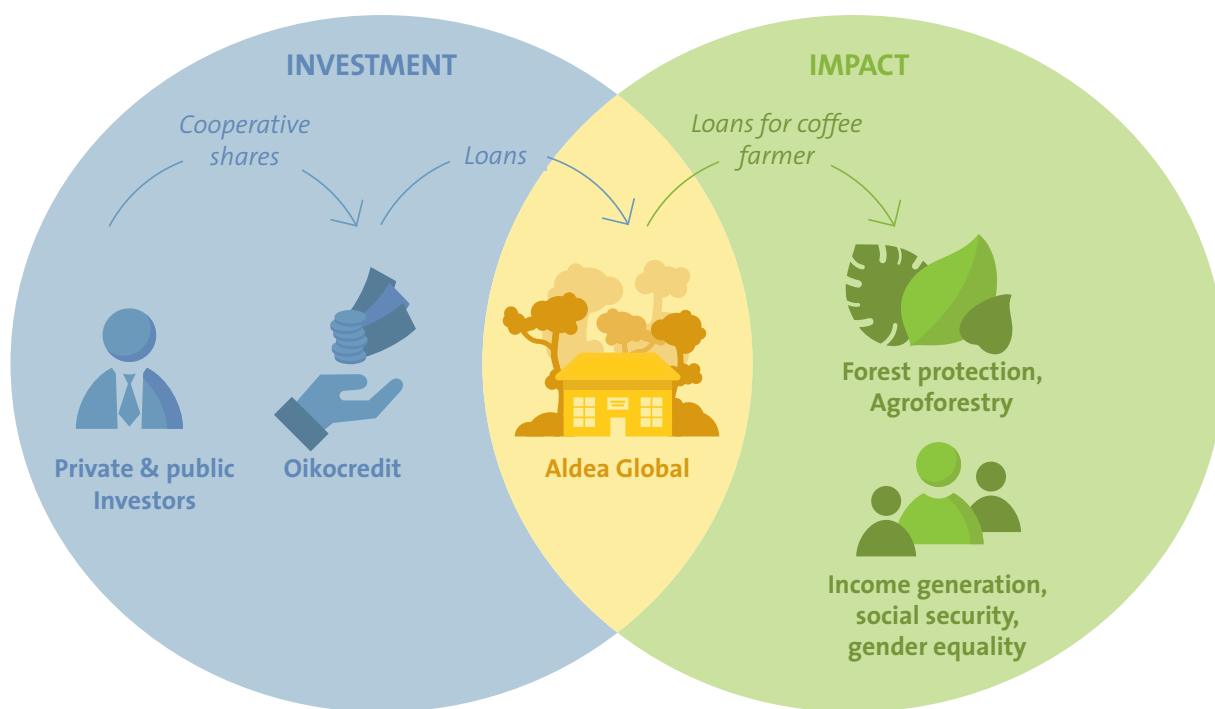 INVESTMENT
IMPACT
Cooperative
shares
Loans
Loans for coffee
farmer
Private & public
Investors
Oikocredit
Aldea Global
Forest protection,
Agroforestry
Income generation,
social security,
gender equality